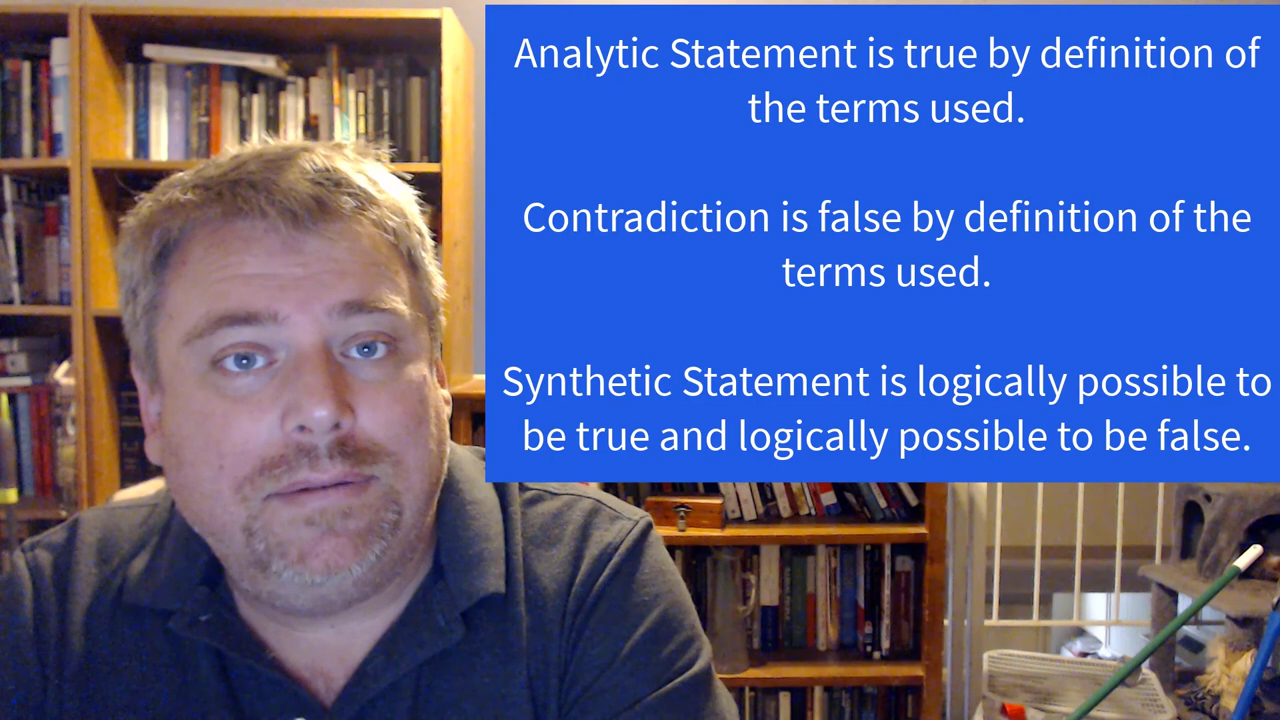 Analytic Statement is true by definition of
the terms used.
Contradiction is false by definition of the
terms used.
Synthetic Statement is logically possible to
be true and logically possible to be false.